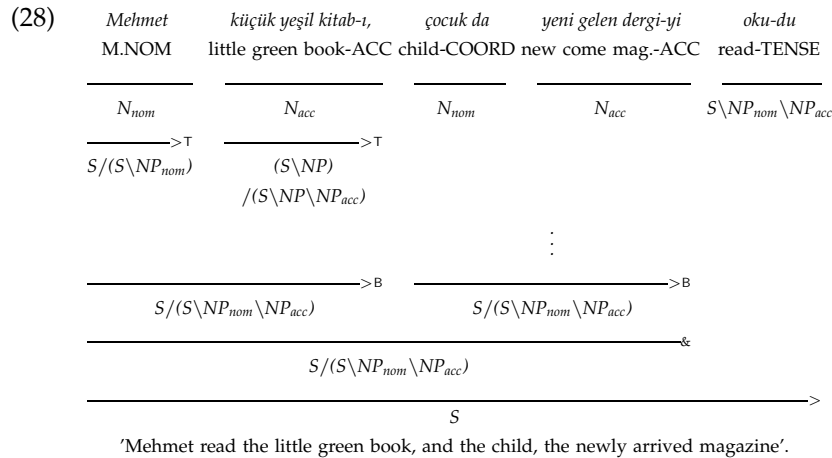 (28) Mehmet küçük yeşil kitab-ı, çocuk da yeni gelen dergi-yi oku-du
M.NOM little green book-ACC child-COORD new come mag.-ACC read-TENSE
N_nom N_acc N_nom N_acc S\NP_nom\NP_acc
>T >T
S/(S\NP_nom) (S\NP)
/(S\NP\NP_acc)
⋮
>B >B
S/(S\NP_nom\NP_acc) S/(S\NP_nom\NP_acc)
&
S/(S\NP_nom\NP_acc)
>
S
'Mehmet read the little green book, and the child, the newly arrived magazine'.